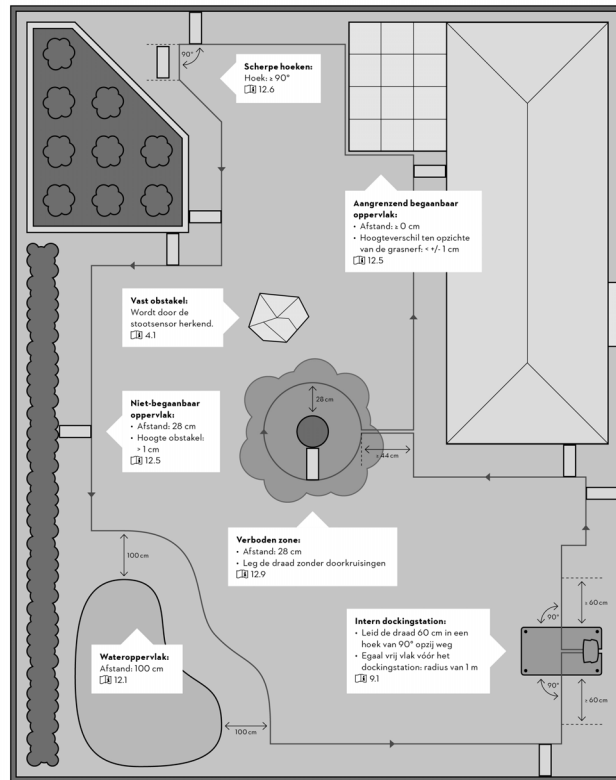 90°
Scherpe hoeken:
Hoek: ≥ 90°
12.6
Aangrenzend begaanbaar
oppervlak:
• Afstand: ≥ 0 cm
• Hoogteverschil ten opzichte
van de grasnerf: < +/- 1 cm
12.5
Vast obstakel:
Wordt door de
stootsensor herkend.
4.1
28 cm
Niet-begaanbaar
oppervlak:
• Afstand: 28 cm
• Hoogte obstakel:
> 1 cm
12.5
≥ 44 cm
Verboden zone:
• Afstand: 28 cm
• Leg de draad zonder doorkruisingen
12.9
100 cm
≥ 60 cm
90°
Intern dockingstation:
• Leid de draad 60 cm in een
hoek van 90° opzij weg
• Egaal vrij vlak vóór het
dockingstation: radius van 1 m
9.1
Wateroppervlak:
Afstand: 100 cm
12.1
90°
≥ 60 cm
100 cm